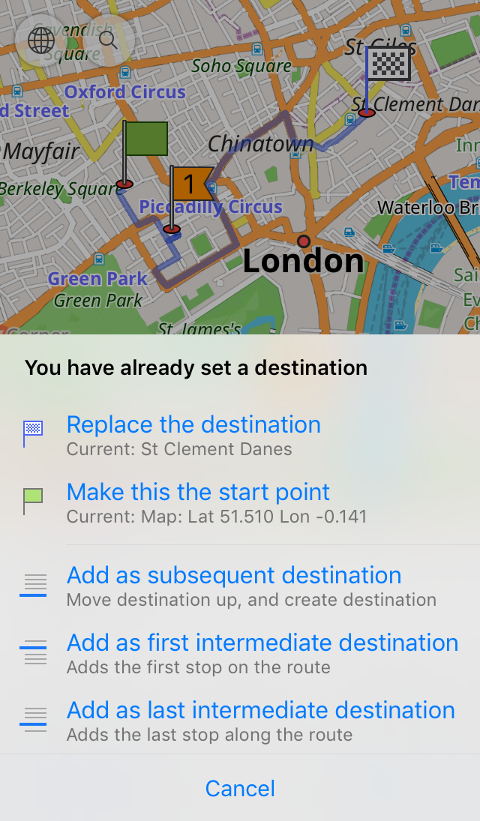 Cavendish
Square
St Giles
Soho Square
Oxford Circus
d Street
St Clement Dan
Mayfair
Chinatown
Inn
1
Berkeley Square
Tem
Piccadilly Circus
Waterloo Br
London
Green Park
Green Park
Sai
Ev
Ch
St. James's
Corner
You have already set a destination
Replace the destination
Current: St Clement Danes
Make this the start point
Current: Map: Lat 51.510 Lon -0.141
Add as subsequent destination
Move destination up, and create destination
Add as first intermediate destination
Adds the first stop on the route
Add as last intermediate destination
Adds the last stop along the route
Cancel